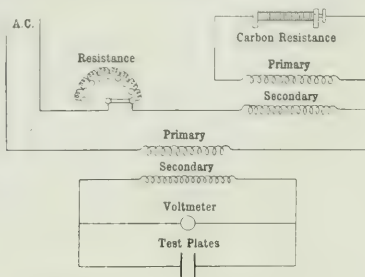 A.C.
Carbon Resistance
Resistance
Primary
Secondary
Primary
Secondary
Voltmeter
Test Plates